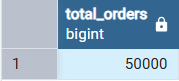 total_orders
bigint
1 50000